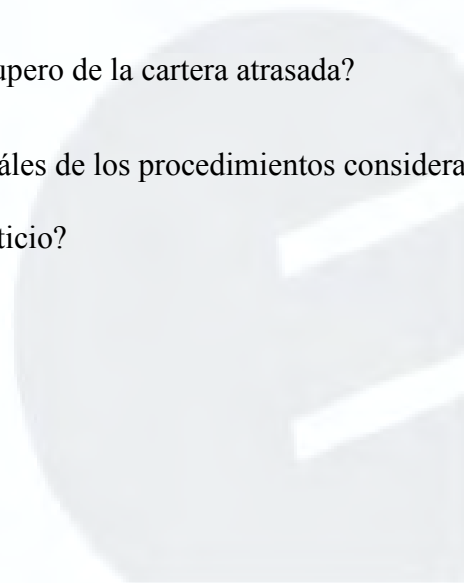 upero de la cartera atrasada?
áles de los procedimientos considera
ticio?